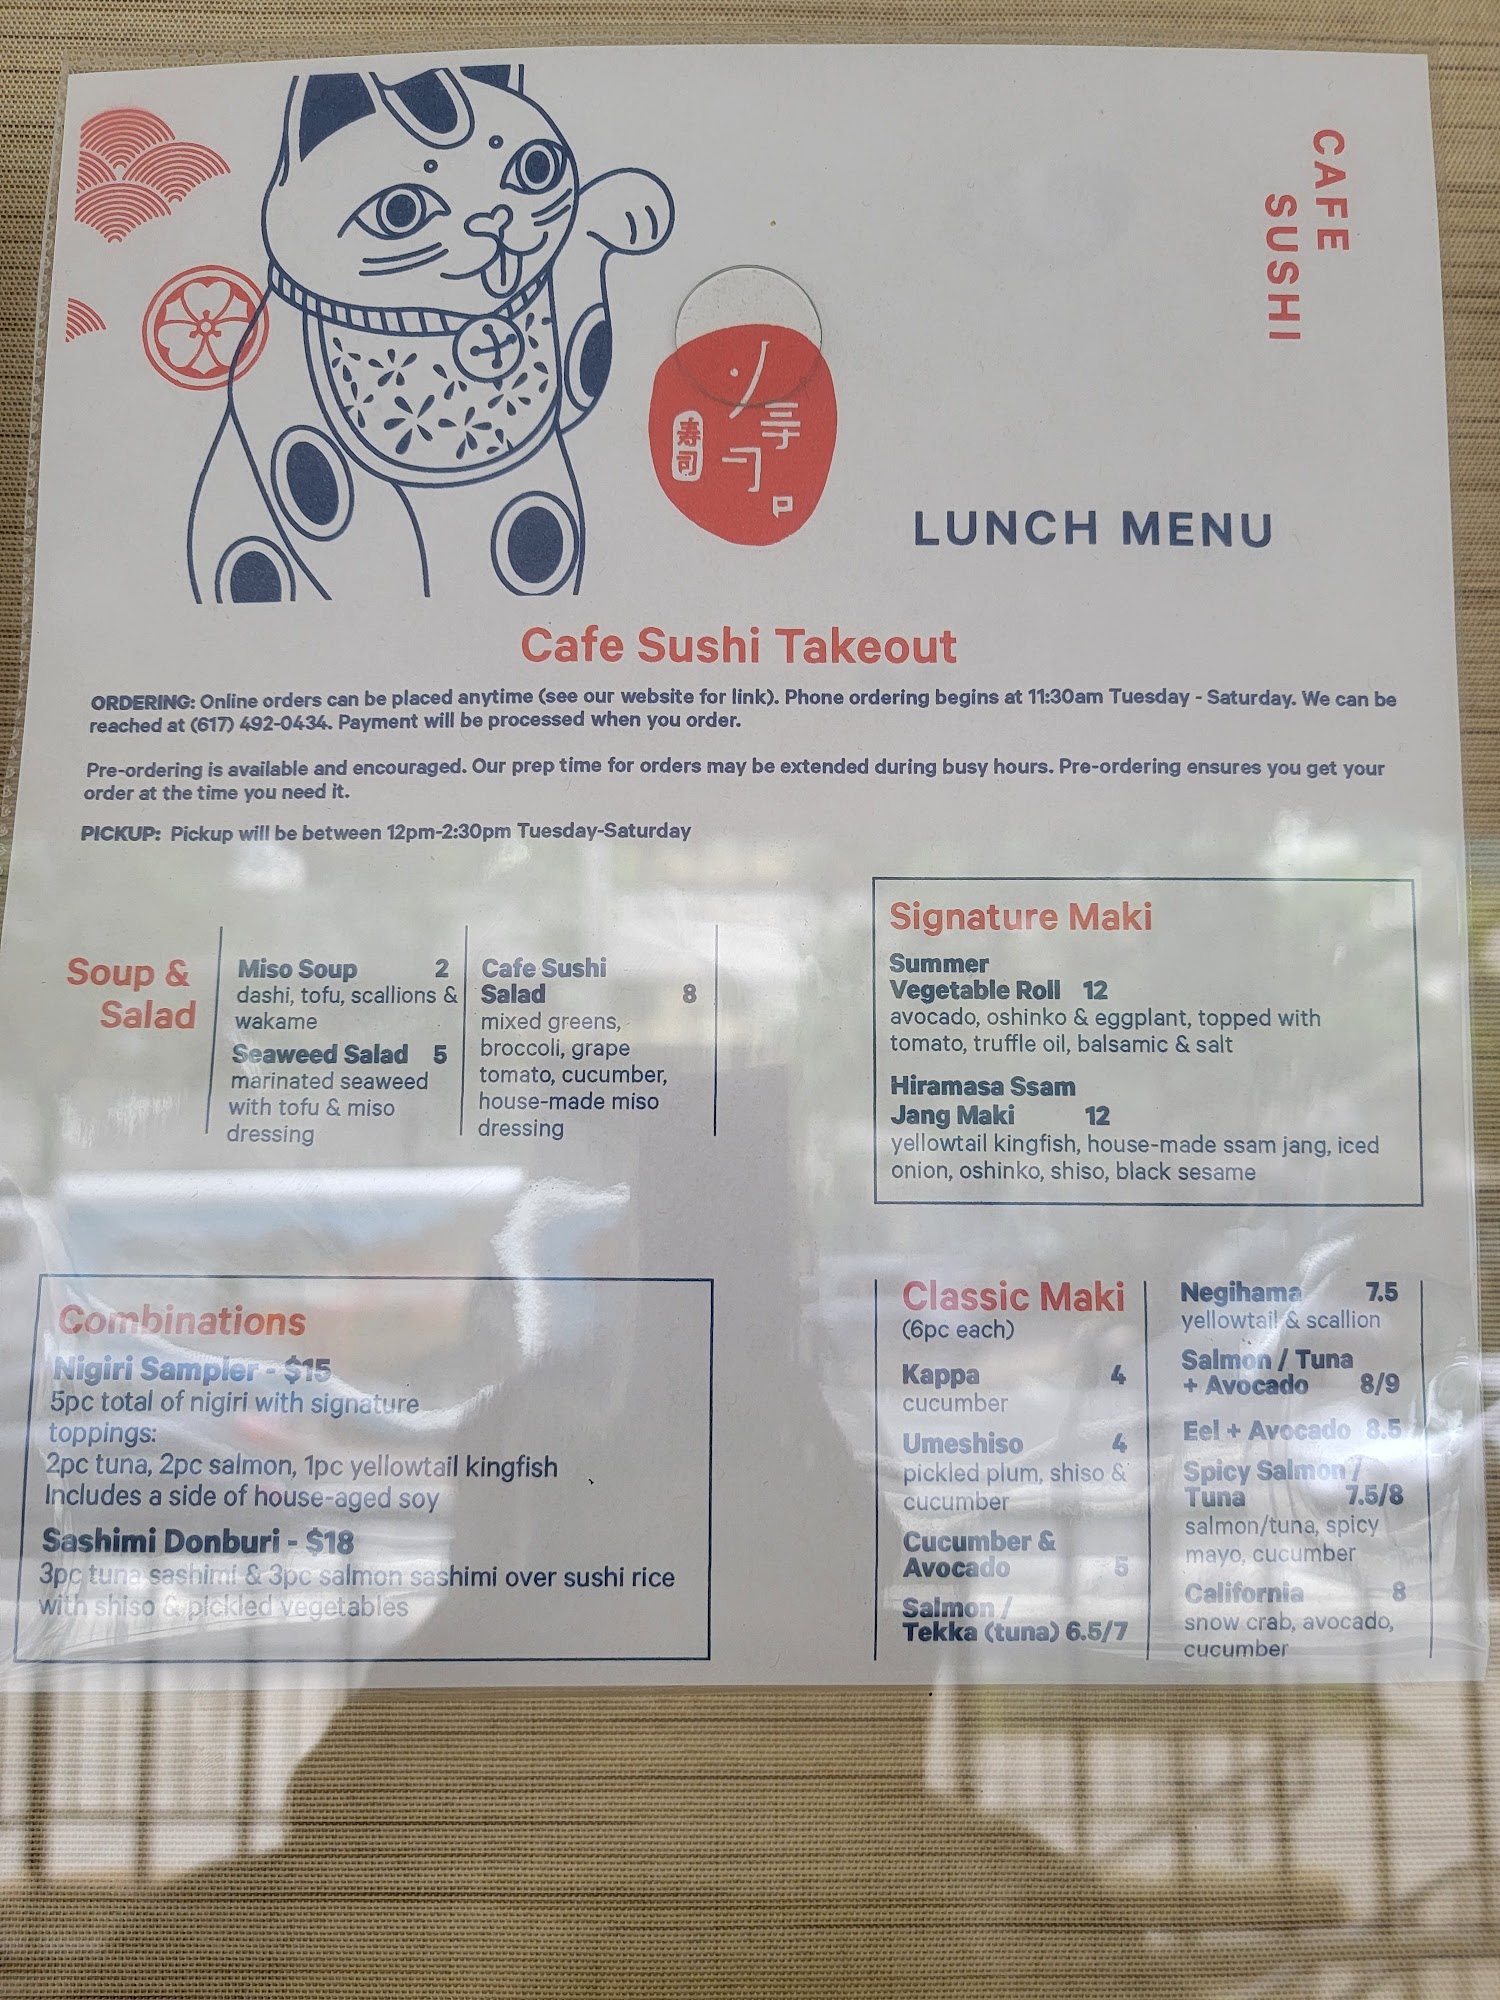 CAFE
SUSHI
寿司
LUNCH MENU
Cafe Sushi Takeout
ORDERING: Online orders can be placed anytime (see our website for link). Phone ordering begins at 11:30am Tuesday - Saturday. We can be
reached at (617) 492-0434. Payment will be processed when you order.
Pre-ordering is available and encouraged. Our prep time for orders may be extended during busy hours. Pre-ordering ensures you get your
order at the time you need it.
PICKUP: Pickup will be between 12pm-2:30pm Tuesday-Saturday
Soup &
Salad
Miso Soup 2
dashi, tofu, scallions &
wakame
Seaweed Salad 5
marinated seaweed
with tofu & miso
dressing
Cafe Sushi
Salad 8
mixed greens,
broccoli, grape
tomato, cucumber,
house-made miso
dressing
Signature Maki
Summer
Vegetable Roll 12
avocado, oshinko & eggplant, topped with
tomato, truffle oil, balsamic & salt
Hiramasa Ssam
Jang Maki 12
yellowtail kingfish, house-made ssam jang, iced
onion, oshinko, shiso, black sesame
Combinations
Nigiri Sampler - $15
5pc total of nigiri with signature
toppings:
2pc tuna, 2pc salmon, 1pc yellowtail kingfish
Includes a side of house-aged soy
Sashimi Donburi - $18
3pc tuna sashimi & 3pc salmon sashimi over sushi rice
with shiso & pickled vegetables
Classic Maki
(6pc each)
Kappa 4
cucumber
Umeshiso 4
pickled plum, shiso &
cucumber
Cucumber &
Avocado 5
Salmon /
Tekka (tuna) 6.5/7
Negihama 7.5
yellowtail & scallion
Salmon / Tuna
+ Avocado 8/9
Eel + Avocado 8.5
Spicy Salmon /
Tuna 7.5/8
salmon/tuna, spicy
mayo, cucumber
California 8
snow crab, avocado,
cucumber